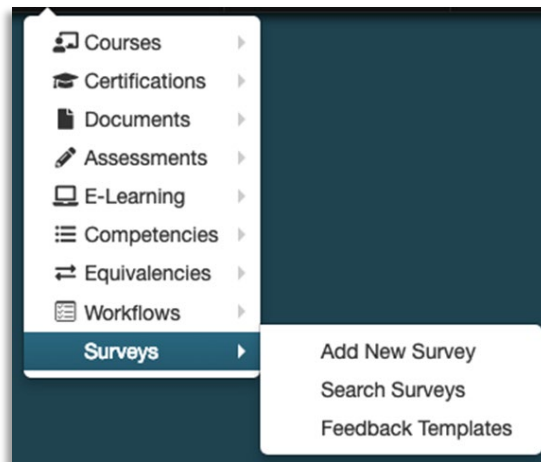 Courses
Certifications
Documents
Assessments
E-Learning
Competencies
Equivalencies
Workflows
Surveys
Add New Survey
Search Surveys
Feedback Templates